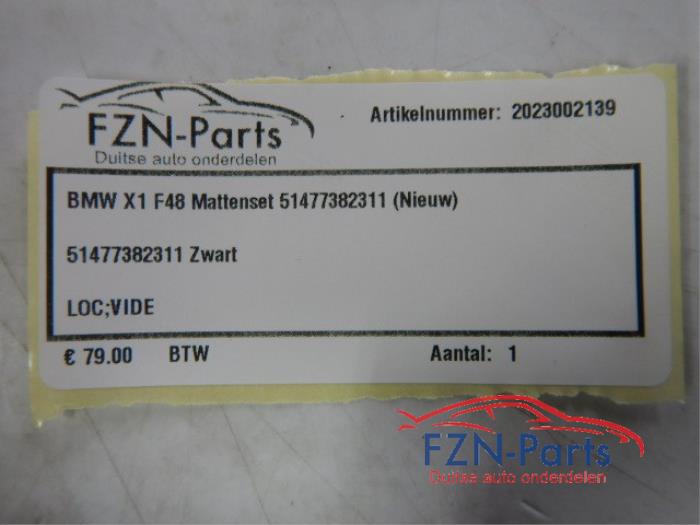 FZN-Parts
Duitse auto onderdelen
Artikelnummer: 2023002139
BMW X1 F48 Mattenset 51477382311 (Nieuw)
51477382311 Zwart
LOC;VIDE
€ 79.00 BTW Aantal: 1
FZN-Parts
Duitse auto onderdelen